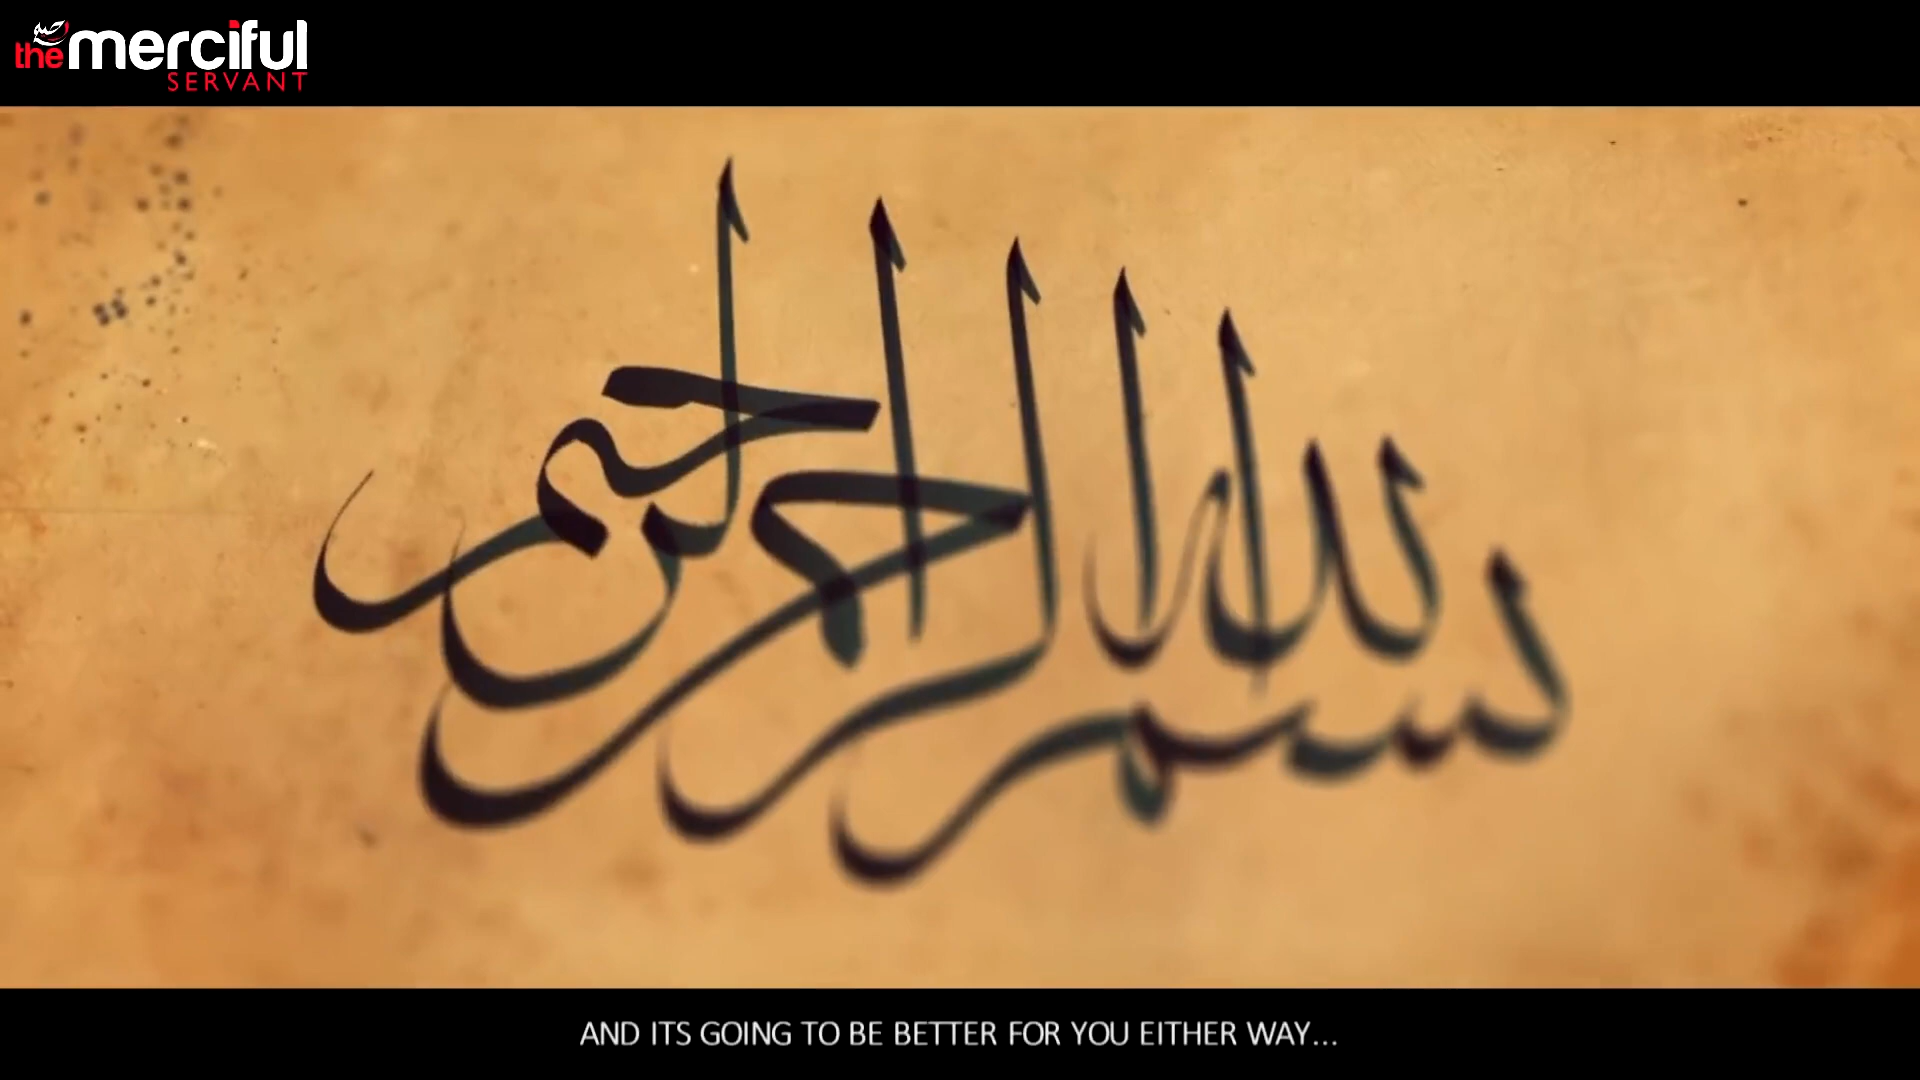 the merciful
SERVANT
بسم الله الرحمن الرحيم
AND ITS GOING TO BE BETTER FOR YOU EITHER WAY...